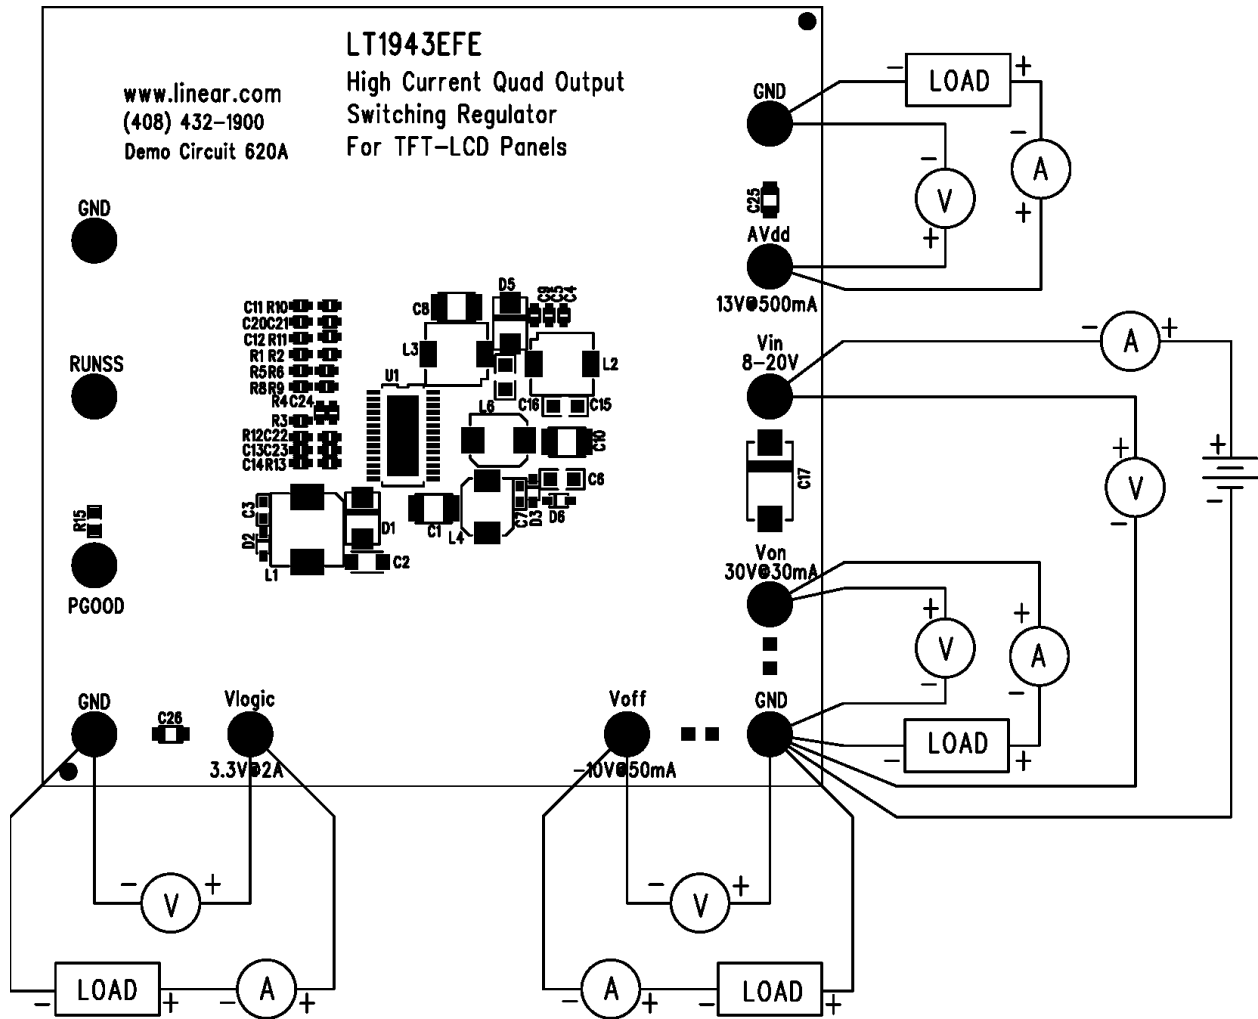 LT1943EFE
High Current Quad Output
Switching Regulator
For TFT-LCD Panels
www.linear.com
(408) 432-1900
Demo Circuit 620A
GND
RUNSS
R15
PGOOD
GND
C26
Vlogic
3.3V@2A
- V +
- LOAD +
- A +
C11 R10
C20C21
C12 R11
R1 R2
R5R6
R8R9
R4C24
R3
R12C22
C13C23
C14R13
U1
C8
L3
D5
C9
C5
C4
L2
C16
C15
L6
C10
C3
D2
L1
D1
C2
C1
L4
C7
D3
D6
C6
GND
- LOAD +
- A +
- V +
C25
AVdd
13V@500mA
Vin
8-20V
- A +
+ V -
+ -
C17
Von
30V@30mA
+ V -
+ A -
- LOAD +
GND
Voff
-10V@50mA
- V +
- A +
- LOAD +